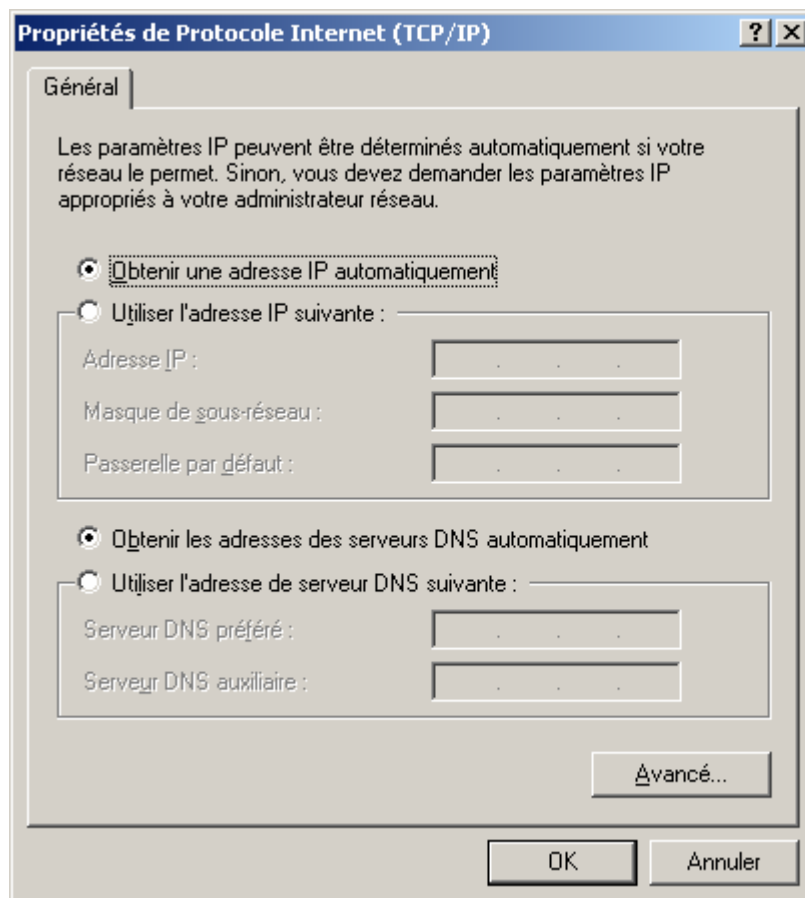 Propriétés de Protocole Internet (TCP/IP)
Général
Les paramètres IP peuvent être déterminés automatiquement si votre
réseau le permet. Sinon, vous devez demander les paramètres IP
appropriés à votre administrateur réseau.
Obtenir une adresse IP automatiquement
Utiliser l'adresse IP suivante :
Adresse IP :
Masque de sous-réseau :
Passerelle par défaut :
Obtenir les adresses des serveurs DNS automatiquement
Utiliser l'adresse de serveur DNS suivante :
Serveur DNS préféré :
Serveur DNS auxiliaire :
Avancé...
OK Annuler